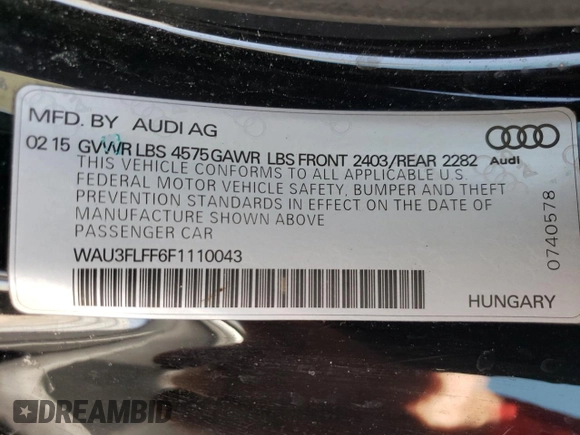 MFD. BY AUDI AG
02 15 GVWR LBS 4575 GAWR LBS FRONT 2403/REAR 2282
Audi
THIS VEHICLE CONFORMS TO ALL APPLICABLE U.S.
FEDERAL MOTOR VEHICLE SAFETY, BUMPER AND THEFT
PREVENTION STANDARDS IN EFFECT ON THE DATE OF
MANUFACTURE SHOWN ABOVE
PASSENGER CAR
WAU3FLFF6F1110043
0740578
HUNGARY
DREAMBID